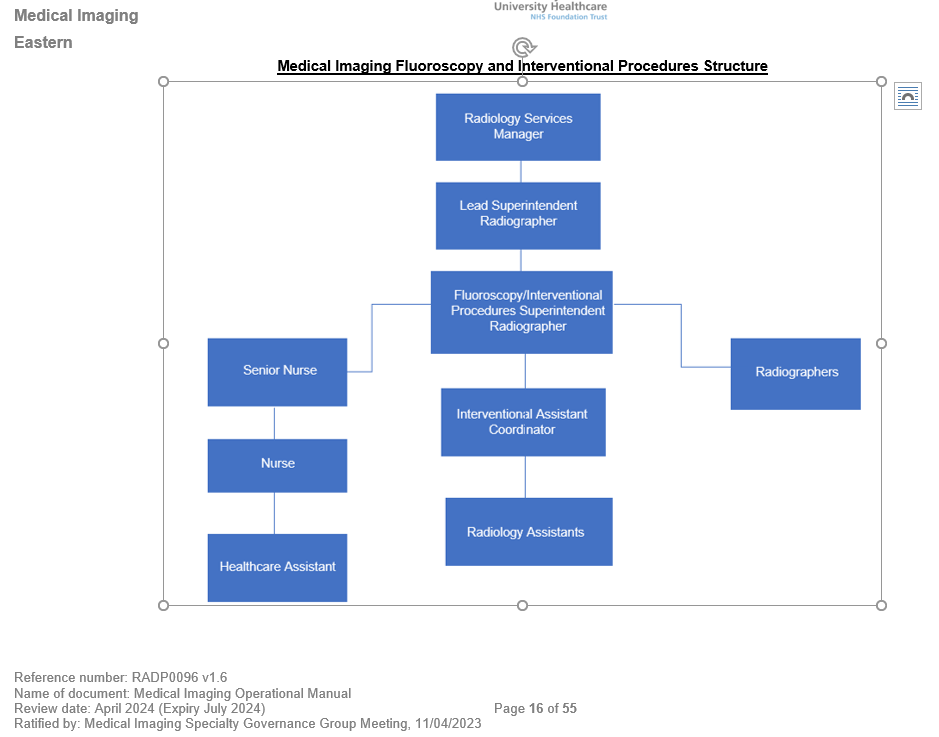 Medical Imaging
University Healthcare
NHS Foundation Trust
Eastern
Medical Imaging Fluoroscopy and Interventional Procedures Structure
Radiology Services
Manager
Lead Superintendent
Radiographer
Fluoroscopy/Interventional
Procedures Superintendent
Radiographer
Senior Nurse
Radiographers
Interventional Assistant
Coordinator
Nurse
Radiology Assistants
Healthcare Assistant
Reference number: RADP0096 v1.6
Name of document: Medical Imaging Operational Manual
Review date: April 2024 (Expiry July 2024)
Page 16 of 55
Ratified by: Medical Imaging Specialty Governance Group Meeting, 11/04/2023